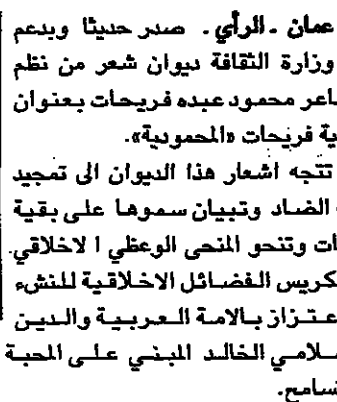 عمان ـ الرأي ـ صدر حديثا وبدعم
وزارة الثقافة ديوان شعر من نظم
اعر محمود عبده فريحات بعنوان
ية فريحات «المحمودية».
تتجه اشعار هذا الديوان الى تمجيد
الضاد وتبيان سموها على بقية
ات وتنحو المنحى الوعظي ا لاخلاقي
كريس الفضائل الاخلاقية للنشء
عتزاز بالامة العربية والدين
سلامي الخالد المبني على المحبة
تسامح.